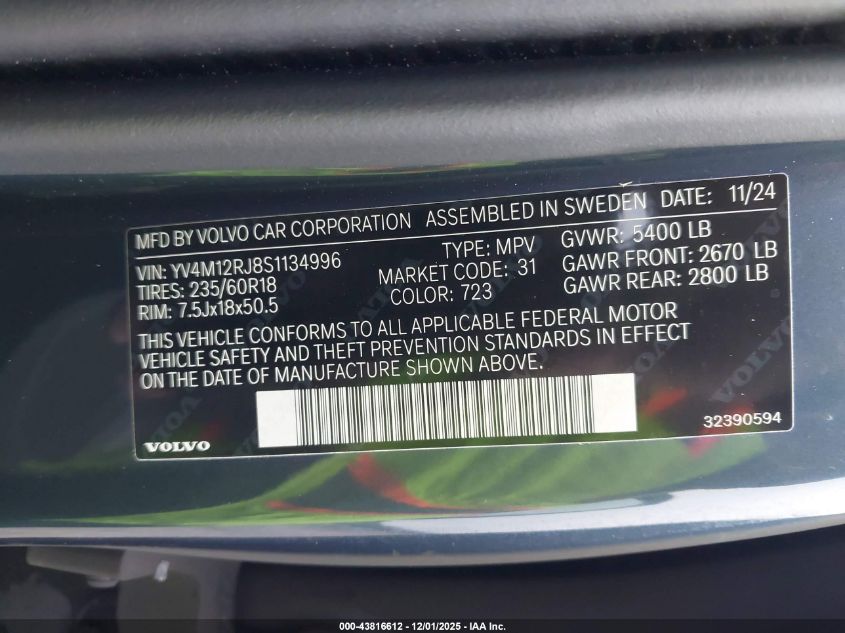 MFD BY VOLVO CAR CORPORATION ASSEMBLED IN SWEDEN DATE: 11/24
VIN: YV4M12RJ8S1134996 TYPE: MPV GVWR: 5400 LB
TIRES: 235/60R18 MARKET CODE: 31 GAWR FRONT: 2670 LB
RIM: 7.5Jx18x50.5 COLOR: 723 GAWR REAR: 2800 LB
THIS VEHICLE CONFORMS TO ALL APPLICABLE FEDERAL MOTOR
VEHICLE SAFETY AND THEFT PREVENTION STANDARDS IN EFFECT
ON THE DATE OF MANUFACTURE SHOWN ABOVE.
VOLVO 32390594
000-43816612 - 12/01/2025 - IAA Inc.